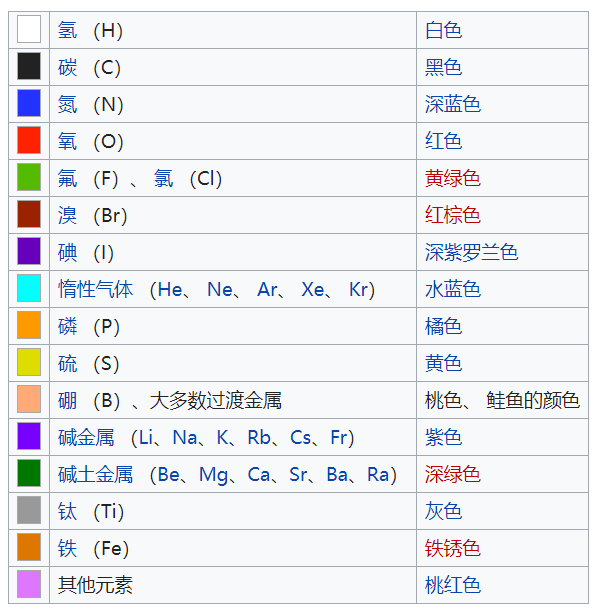 氢 （H） 白色
碳 （C） 黑色
氮 （N） 深蓝色
氧 （O） 红色
氟 （F）、 氯 （Cl） 黄绿色
溴 （Br） 红棕色
碘 （I） 深紫罗兰色
惰性气体 （He、 Ne、 Ar、 Xe、 Kr） 水蓝色
磷 （P） 橘色
硫 （S） 黄色
硼 （B）、大多数过渡金属 桃色、 鲑鱼的颜色
碱金属 （Li、Na、K、Rb、Cs、Fr） 紫色
碱土金属 （Be、Mg、Ca、Sr、Ba、Ra） 深绿色
钛 （Ti） 灰色
铁 （Fe） 铁锈色
其他元素 桃红色